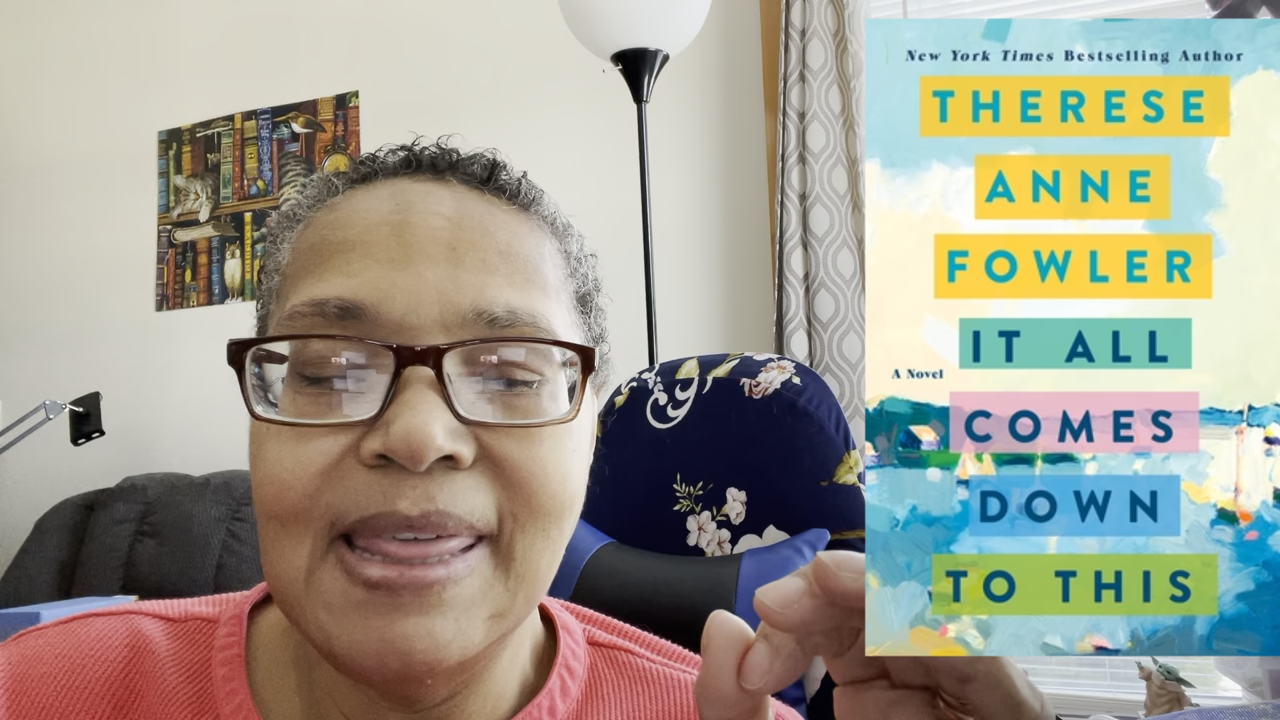 New York Times Bestselling Author
THERESE
ANNE
FOWLER
IT ALL
A Novel
COMES
DOWN
TO THIS